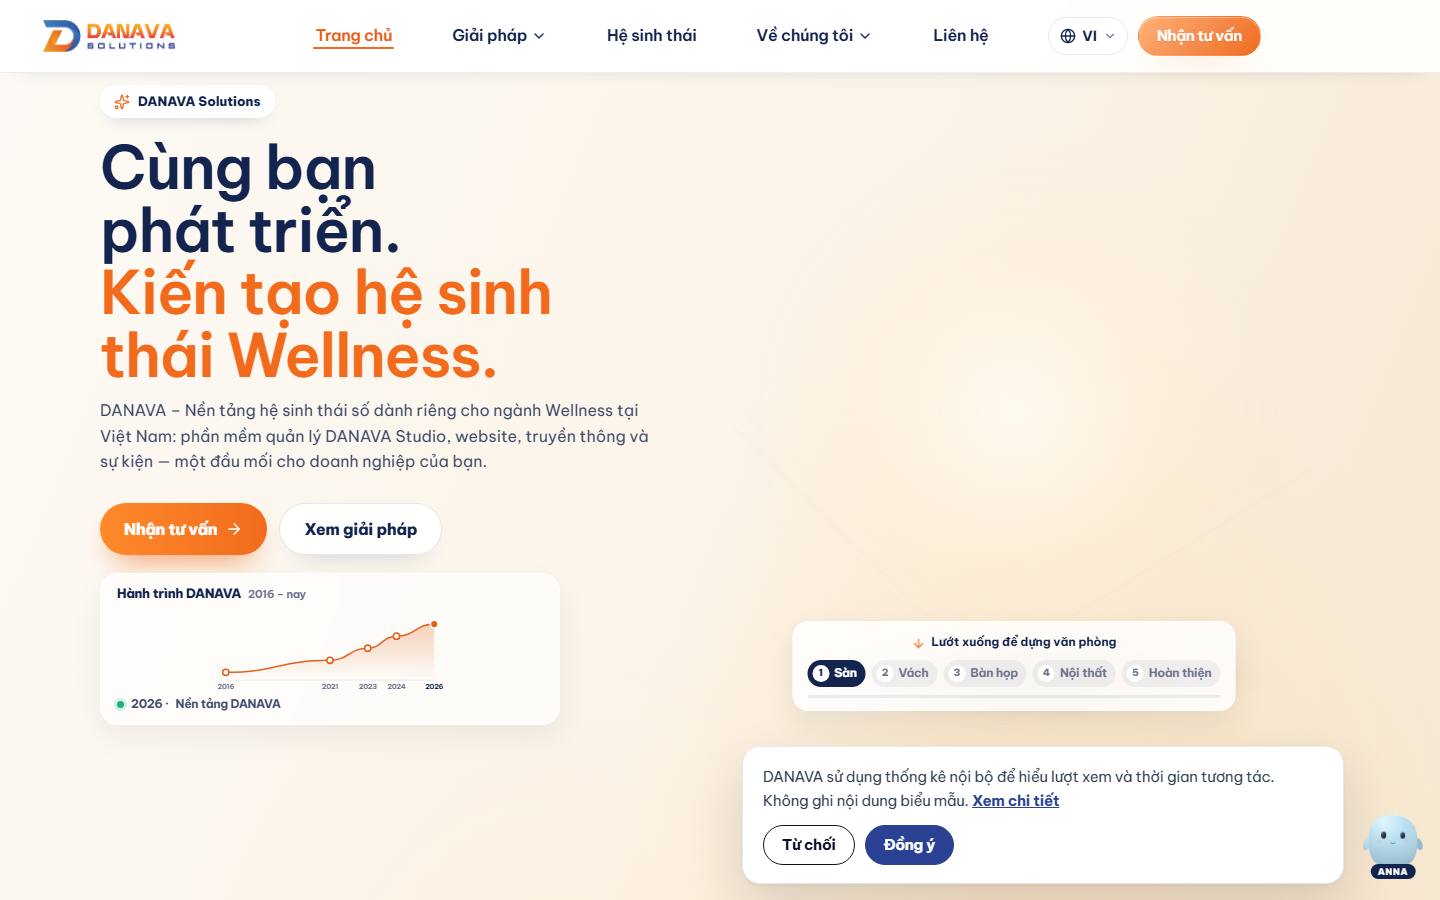 DANAVA
SOLUTIONS
Trang chủ
Giải pháp
Hệ sinh thái
Về chúng tôi
Liên hệ
VI
Nhận tư vấn
DANAVA Solutions
Cùng bạn
phát triển.
Kiến tạo hệ sinh
thái Wellness.
DANAVA – Nền tảng hệ sinh thái số dành riêng cho ngành Wellness tại
Việt Nam: phần mềm quản lý DANAVA Studio, website, truyền thông và
sự kiện — một đầu mối cho doanh nghiệp của bạn.
Nhận tư vấn
Xem giải pháp
Hành trình DANAVA 2016 – nay
2016 2021 2023 2024 2026
2026 · Nền tảng DANAVA
Lướt xuống để dựng văn phòng
1 Sàn 2 Vách 3 Bàn họp 4 Nội thất 5 Hoàn thiện
DANAVA sử dụng thống kê nội bộ để hiểu lượt xem và thời gian tương tác.
Không ghi nội dung biểu mẫu. Xem chi tiết
Từ chối
Đồng ý
ANNA